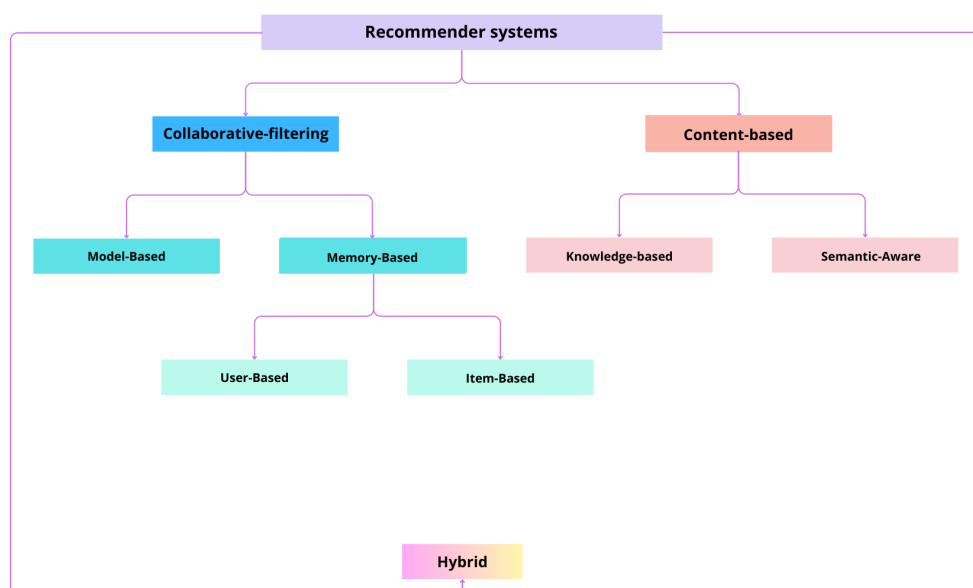 Recommender systems
Collaborative-filtering
Content-based
Model-Based
Memory-Based
Knowledge-based
Semantic-Aware
User-Based
Item-Based
Hybrid